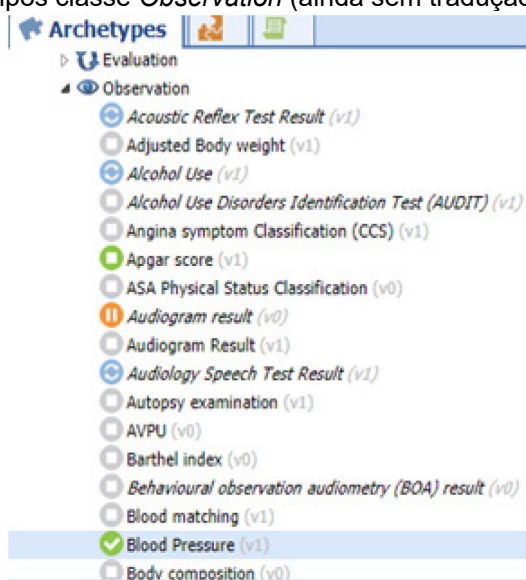 pos classe Observation (ainda sem tradução
Archetypes
Evaluation
Observation
Acoustic Reflex Test Result (v1)
Adjusted Body weight (v1)
Alcohol Use (v1)
Alcohol Use Disorders Identification Test (AUDIT) (v1)
Angina symptom Classification (CCS) (v1)
Apgar score (v1)
ASA Physical Status Classification (v0)
Audiogram result (v0)
Audiogram Result (v1)
Audiology Speech Test Result (v1)
Autopsy examination (v1)
AVPU (v0)
Barthel index (v0)
Behavioural observation audiometry (BOA) result (v0)
Blood matching (v1)
Blood Pressure (v1)
Body composition (v0)